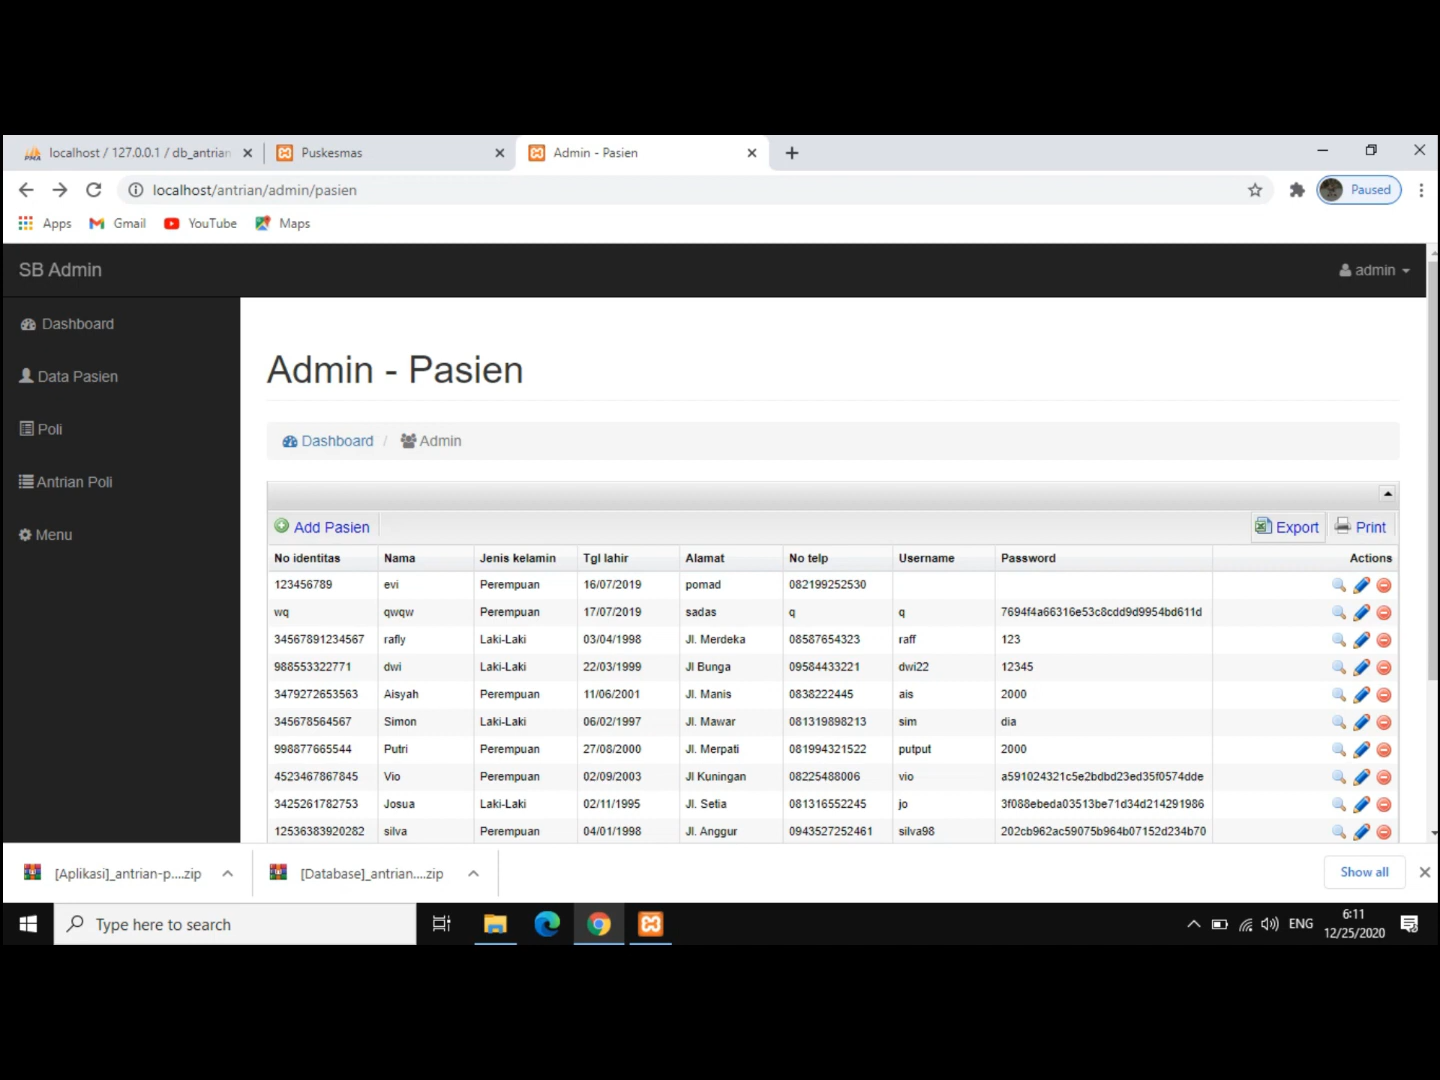 localhost / 127.0.0.1 / db_antrian
Puskesmas
Admin - Pasien
localhost/antrian/admin/pasien
Paused
Apps Gmail YouTube Maps
SB Admin
admin
Dashboard
Data Pasien
Poli
Antrian Poli
Menu
Admin - Pasien
Dashboard / Admin
Add Pasien Export Print
No identitas Nama Jenis kelamin Tgl lahir Alamat No telp Username Password Actions
123456789 evi Perempuan 16/07/2019 pomad 082199252530
wq qwqw Perempuan 17/07/2019 sadas q q 7694f4a66316e53c8cdd9d9954bd611d
34567891234567 rafly Laki-Laki 03/04/1998 Jl. Merdeka 08587654323 raff 123
988553322771 dwi Laki-Laki 22/03/1999 Jl Bunga 09584433221 dwi22 12345
3479272653563 Aisyah Perempuan 11/06/2001 Jl. Manis 0838222445 ais 2000
345678564567 Simon Laki-Laki 06/02/1997 Jl. Mawar 081319898213 sim dia
998877665544 Putri Perempuan 27/08/2000 Jl. Merpati 081994321522 putput 2000
4523467867845 Vio Perempuan 02/09/2003 Jl Kuningan 08225488006 vio a591024321c5e2bdbd23ed35f0574dde
3425261782753 Josua Laki-Laki 02/11/1995 Jl. Setia 081316552245 jo 3f088ebeda03513be71d34d214291986
12536383920282 silva Perempuan 04/01/1998 Jl. Anggur 0943527252461 silva98 202cb962ac59075b964b07152d234b70
[Aplikasi]_antrian-p....zip
[Database]_antrian....zip
Show all
Type here to search
ENG
6:11
12/25/2020